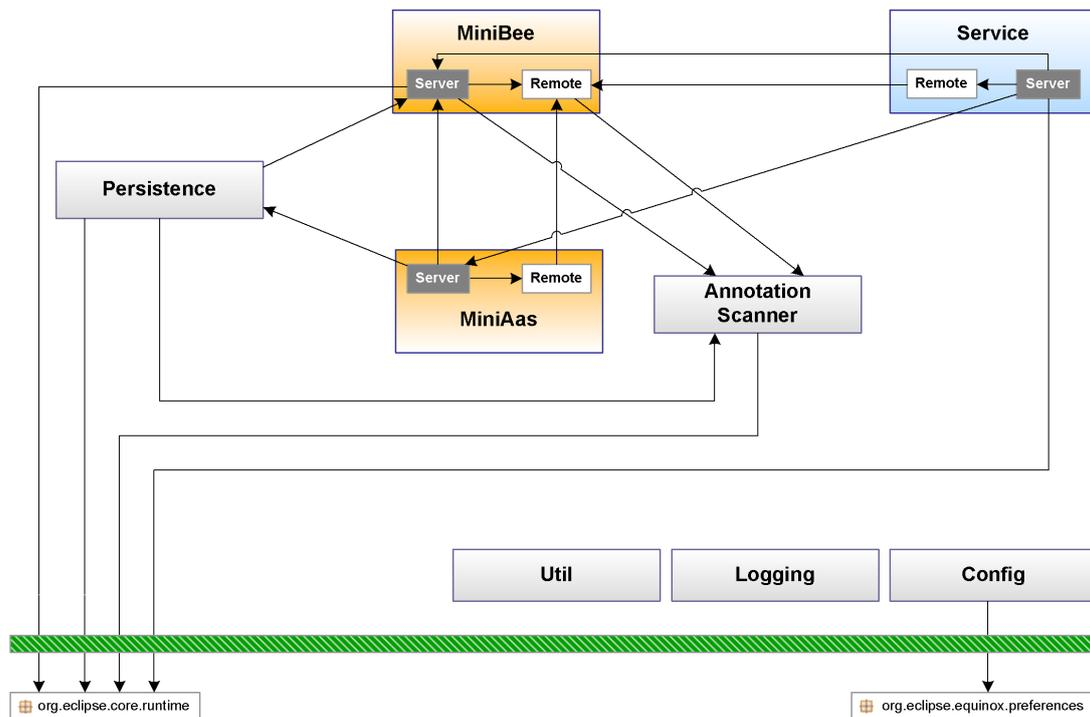 MiniBee
Service
Server
Remote
Remote
Server
Persistence
Server
Remote
MiniAas
Annotation
Scanner
Util
Logging
Config
org.eclipse.core.runtime
org.eclipse.equinox.preferences